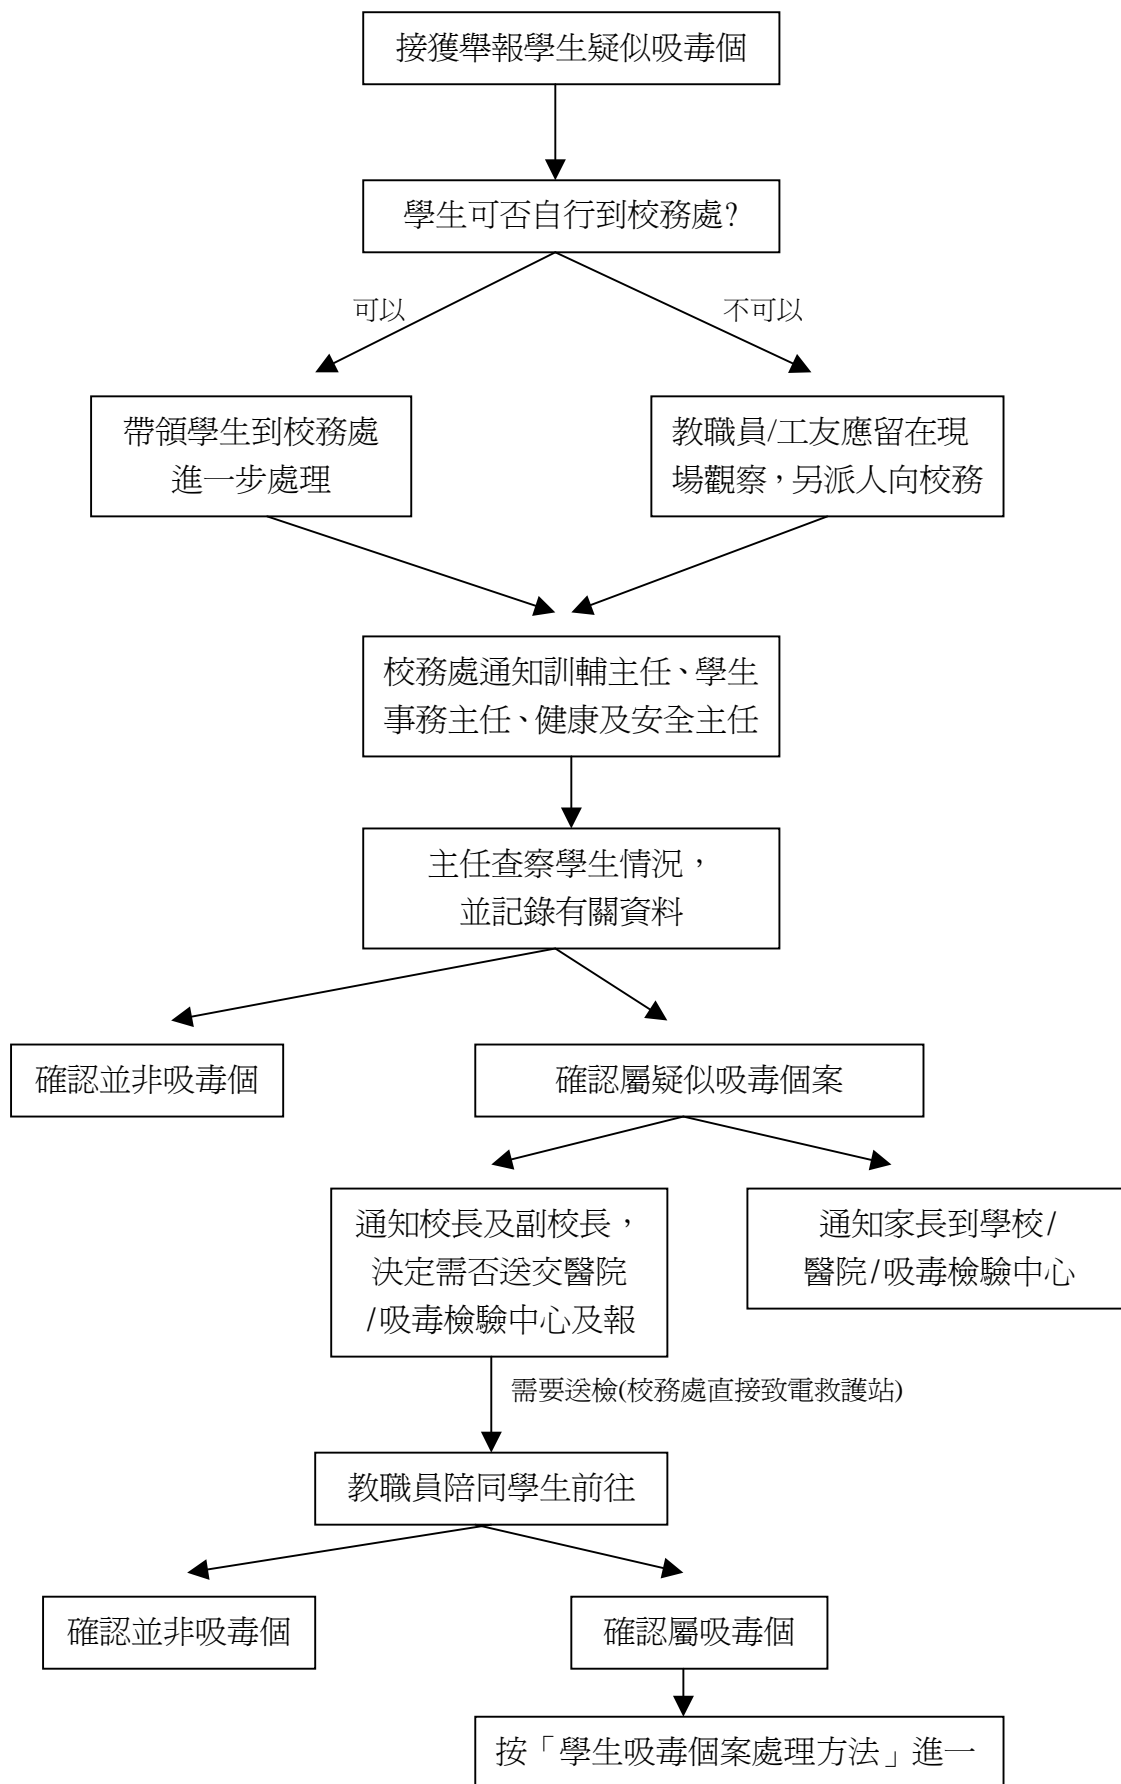 接獲舉報學生疑似吸毒個
學生可否自行到校務處?
可以
不可以
帶領學生到校務處
進一步處理
教職員/工友應留在現
場觀察，另派人向校務
校務處通知訓輔主任、學生
事務主任、健康及安全主任
主任查察學生情況，
並記錄有關資料
確認並非吸毒個
確認屬疑似吸毒個案
通知校長及副校長，
決定需否送交醫院
/吸毒檢驗中心及報
通知家長到學校/
醫院/吸毒檢驗中心
需要送檢(校務處直接致電救護站)
教職員陪同學生前往
確認並非吸毒個
確認屬吸毒個
按「學生吸毒個案處理方法」進一